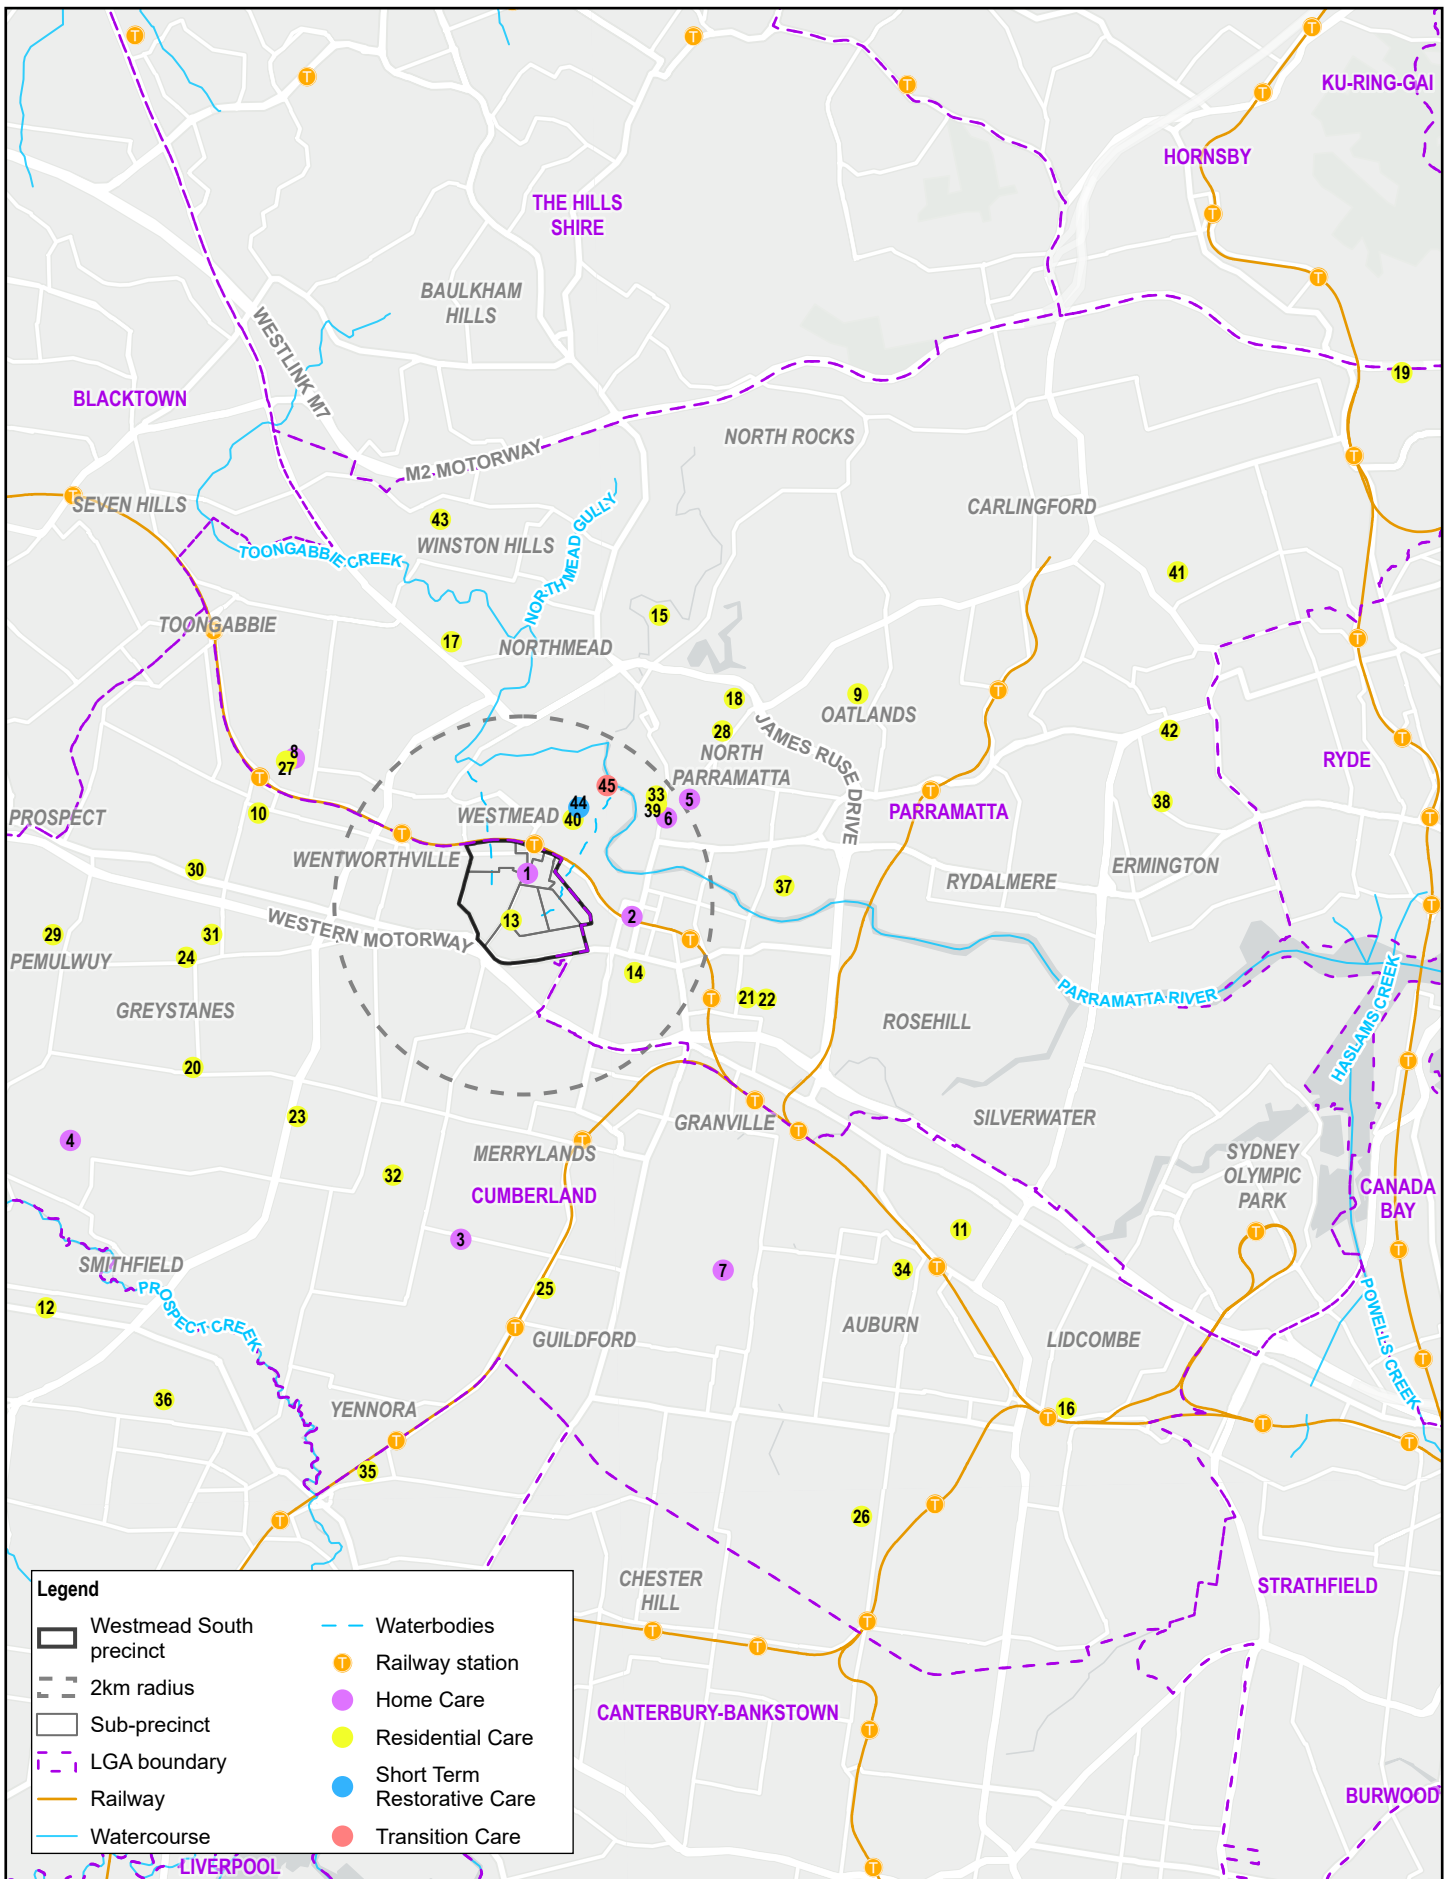 T
T
T
T
T
T
KU-RING-GAI
HORNSBY
THE HILLS
SHIRE
T
T
BAULKHAM
HILLS
WESTLINK M7
19
BLACKTOWN
NORTH ROCKS
M2 MOTORWAY
T
T
SEVEN HILLS
CARLINGFORD
43
WINSTON HILLS
NORTHMEAD GULLY
TOONGABBIE CREEK
41
15
TOONGABBIE
T
17
NORTHMEAD
T
T
18
9
OATLANDS
28
JAMES RUSE DRIVE
42
T
NORTH
PARRAMATTA
8
27
T
RYDE
45
T
33
5
44
39
6
40
38
10
PROSPECT
WESTMEAD
PARRAMATTA
T
T
T
WENTWORTHVILLE
ERMINGTON
30
1
RYDALMERE
37
T
13
2
WESTERN MOTORWAY
29
31
T
24
PEMULWUY
14
HASLAMS CREEK
21
22
T
PARRAMATTA RIVER
GREYSTANES
ROSEHILL
20
T
23
T
GRANVILLE
SILVERWATER
T
4
T
MERRYLANDS
SYDNEY
OLYMPIC
PARK
32
CUMBERLAND
CANADA
BAY
11
T
3
T
SMITHFIELD
7
34
T
25
PROSPECT CREEK
12
T
GUILDFORD
AUBURN
LIDCOMBE
POWELLS CREEK
T
36
YENNORA
16
T
T
T
T
35
T
T
26
Legend
CHESTER
HILL
STRATHFIELD
Westmead South
precinct
2km radius
Sub-precinct
LGA boundary
Railway
Watercourse
Waterbodies
T
Railway station
Home Care
Residential Care
Short Term
Restorative Care
Transition Care
T
T
T
CANTERBURY-BANKSTOWN
T
BURWOOD
LIVERPOOL
T